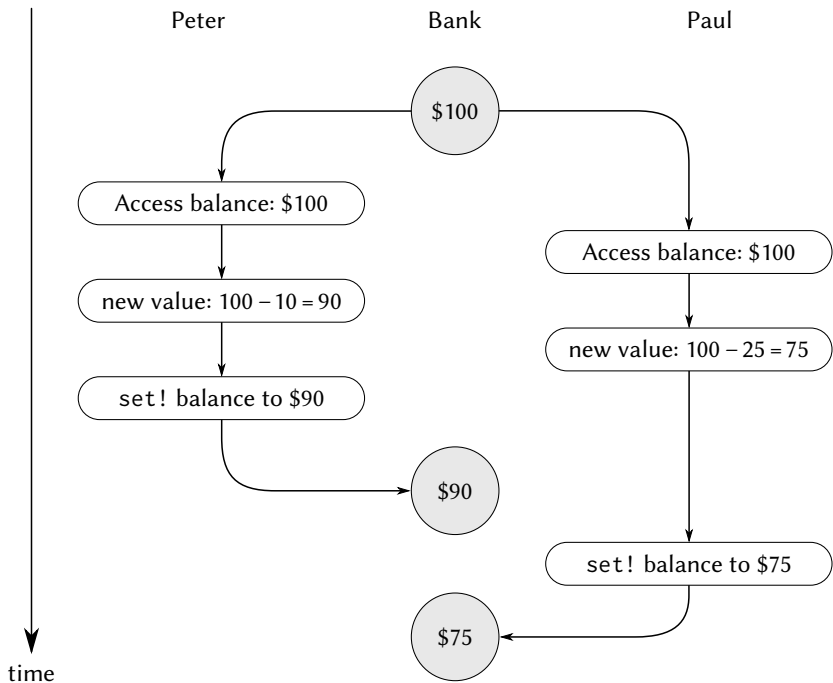 Peter
Bank
Paul
$100
Access balance: $100
Access balance: $100
new value: 100 – 10 = 90
new value: 100 – 25 = 75
set! balance to $90
$90
set! balance to $75
$75
time